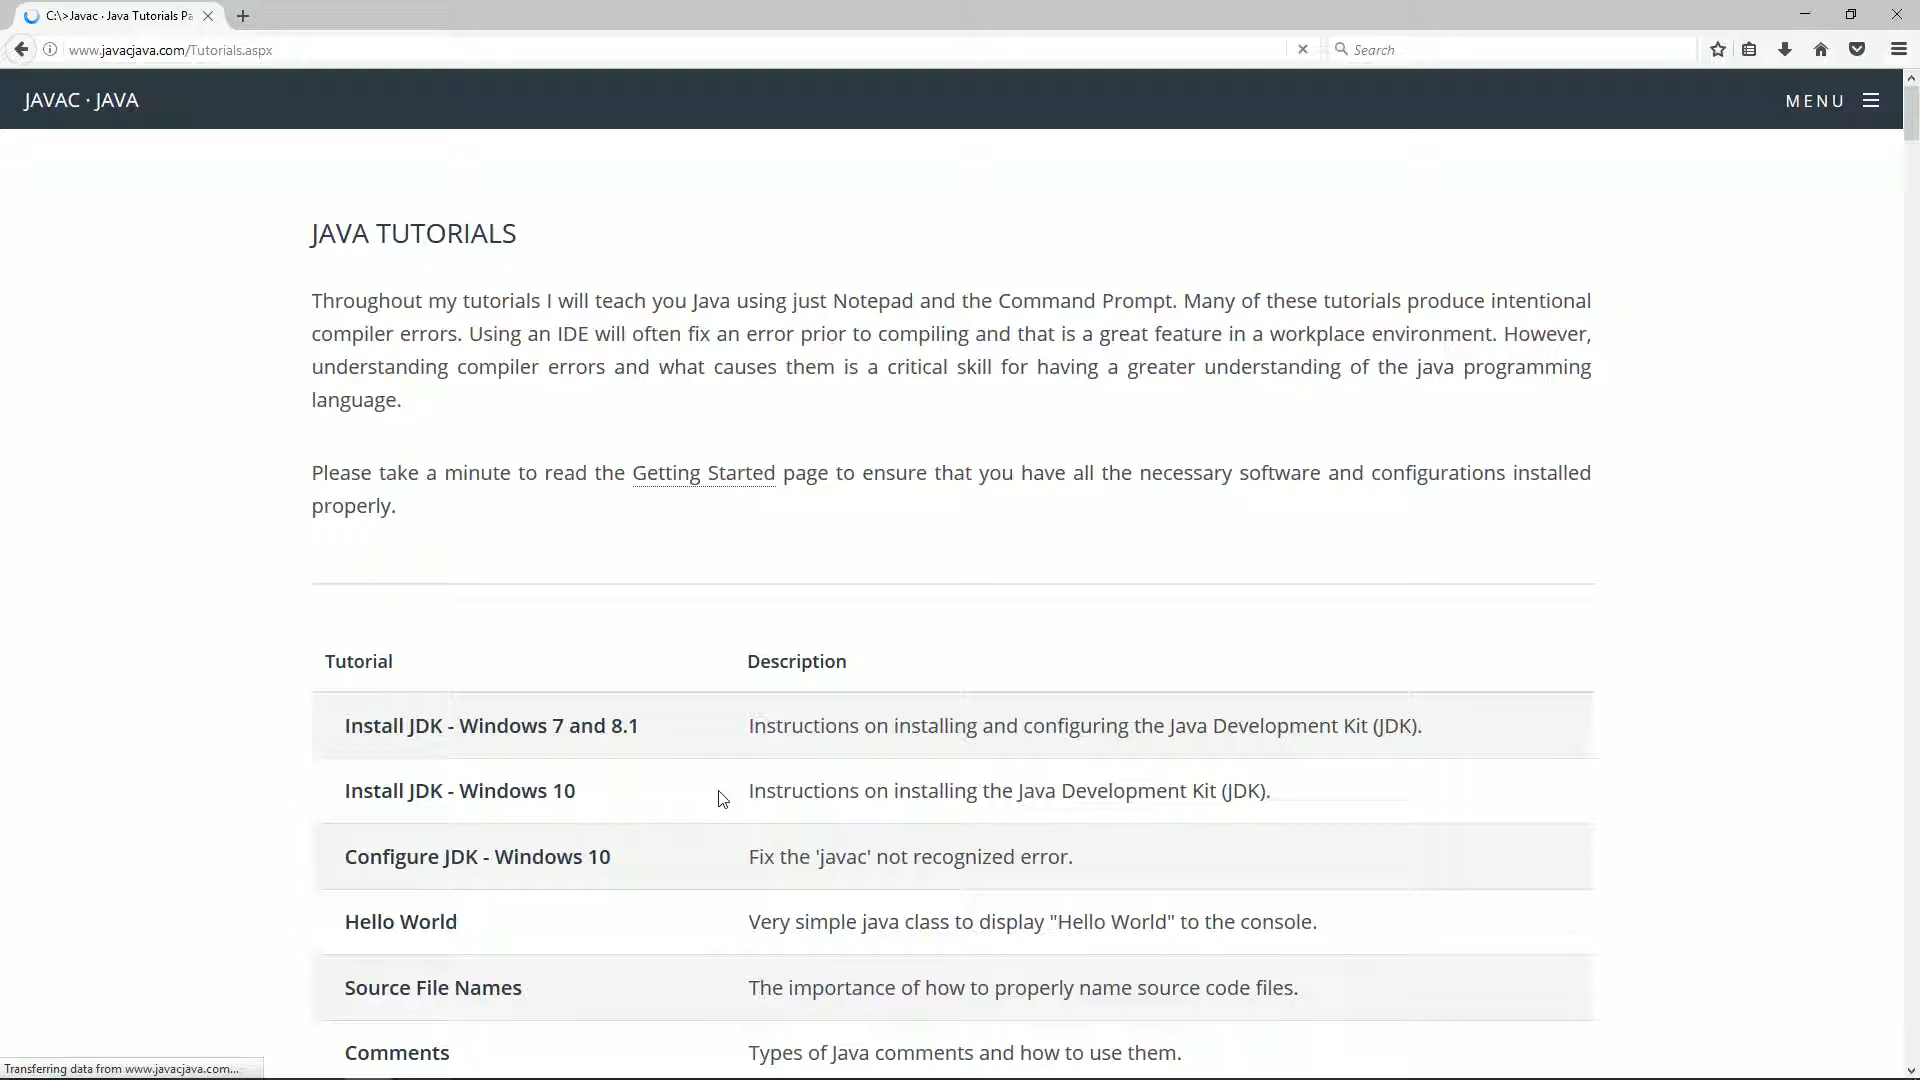 C:\>Javac · Java Tutorials Pa
www.javacjava.com/Tutorials.aspx
Search
JAVAC · JAVA
MENU
JAVA TUTORIALS
Throughout my tutorials I will teach you Java using just Notepad and the Command Prompt. Many of these tutorials produce intentional
compiler errors. Using an IDE will often fix an error prior to compiling and that is a great feature in a workplace environment. However,
understanding compiler errors and what causes them is a critical skill for having a greater understanding of the java programming
language.
Please take a minute to read the Getting Started page to ensure that you have all the necessary software and configurations installed
properly.
Tutorial Description
Install JDK - Windows 7 and 8.1 Instructions on installing and configuring the Java Development Kit (JDK).
Install JDK - Windows 10 Instructions on installing the Java Development Kit (JDK).
Configure JDK - Windows 10 Fix the 'javac' not recognized error.
Hello World Very simple java class to display "Hello World" to the console.
Source File Names The importance of how to properly name source code files.
Comments Types of Java comments and how to use them.
Transferring data from www.javacjava.com...